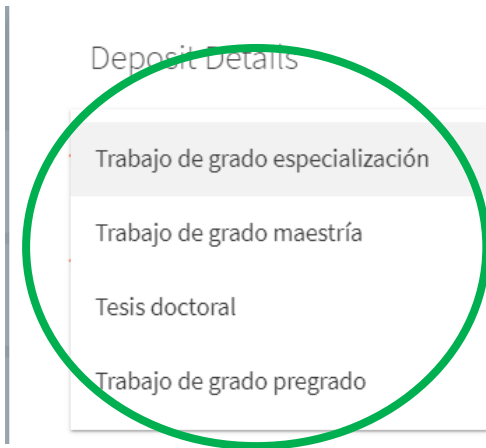 Deposit Details
Trabajo de grado especialización
Trabajo de grado maestría
Tesis doctoral
Trabajo de grado pregrado